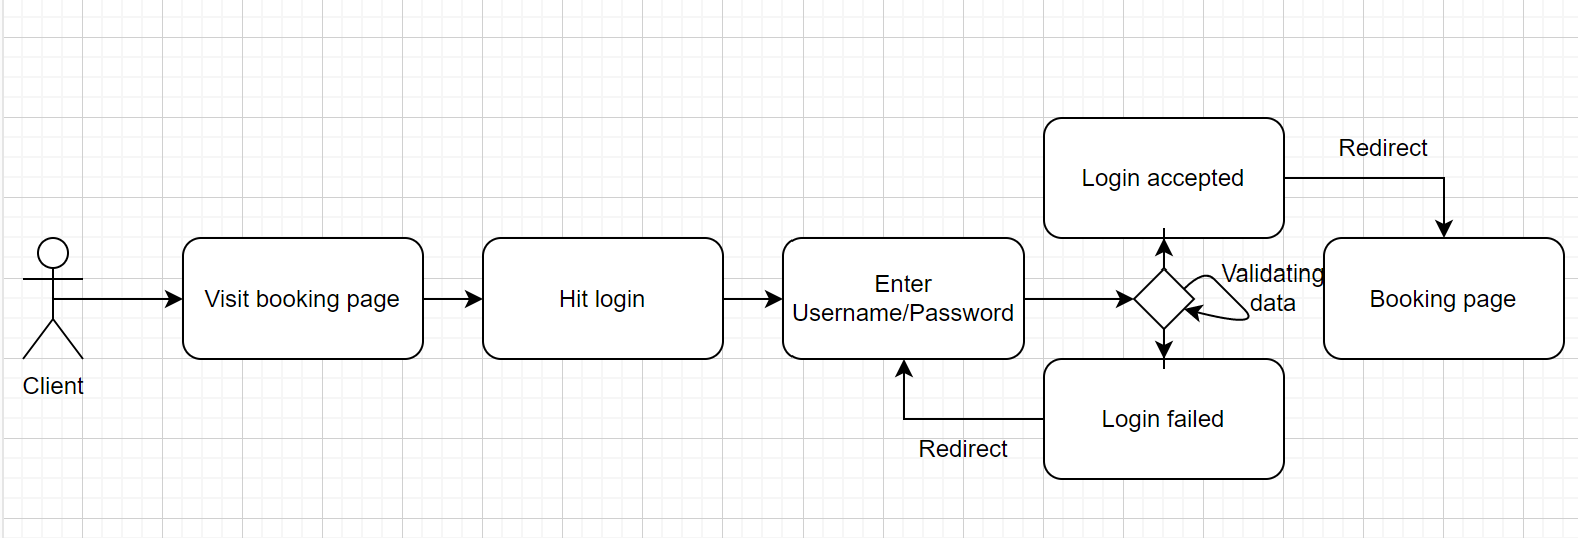 Client
Visit booking page
Hit login
Enter
Username/Password
Login accepted
Redirect
Validating
data
Booking page
Login failed
Redirect